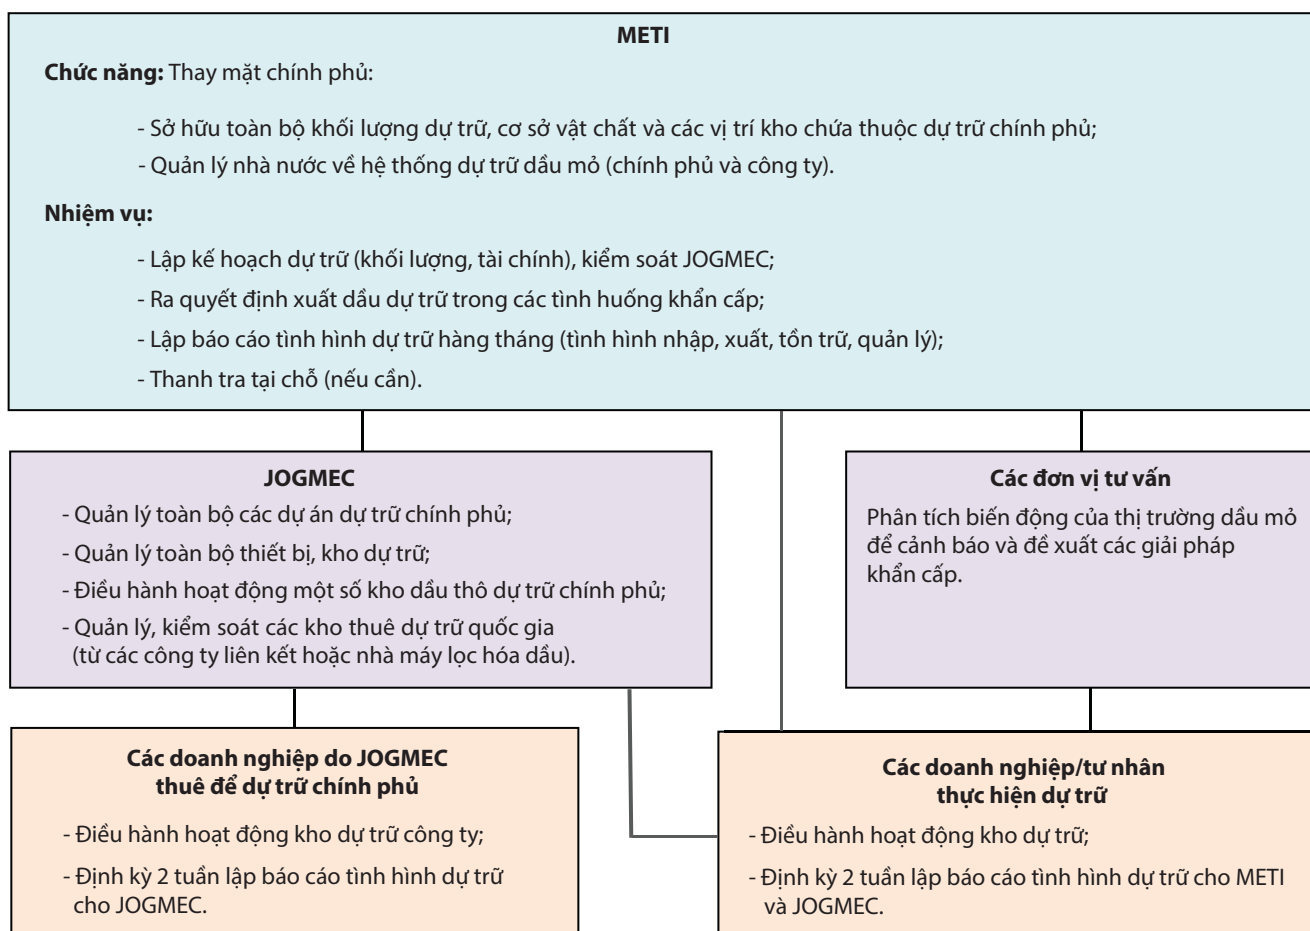 METI
Chức năng: Thay mặt chính phủ:
- Sở hữu toàn bộ khối lượng dự trữ, cơ sở vật chất và các vị trí kho chứa thuộc dự trữ chính phủ;
- Quản lý nhà nước về hệ thống dự trữ dầu mỏ (chính phủ và công ty).
Nhiệm vụ:
- Lập kế hoạch dự trữ (khối lượng, tài chính), kiểm soát JOGMEC;
- Ra quyết định xuất dầu dự trữ trong các tình huống khẩn cấp;
- Lập báo cáo tình hình dự trữ hàng tháng (tình hình nhập, xuất, tồn trữ, quản lý);
- Thanh tra tại chỗ (nếu cần).
JOGMEC
- Quản lý toàn bộ các dự án dự trữ chính phủ;
- Quản lý toàn bộ thiết bị, kho dự trữ;
- Điều hành hoạt động một số kho dầu thô dự trữ chính phủ;
- Quản lý, kiểm soát các kho thuê dự trữ quốc gia
(từ các công ty liên kết hoặc nhà máy lọc hóa dầu).
Các đơn vị tư vấn
Phân tích biến động của thị trường dầu mỏ
để cảnh báo và đề xuất các giải pháp
khẩn cấp.
Các doanh nghiệp do JOGMEC
thuê để dự trữ chính phủ
- Điều hành hoạt động kho dự trữ công ty;
- Định kỳ 2 tuần lập báo cáo tình hình dự trữ
cho JOGMEC.
Các doanh nghiệp/tư nhân
thực hiện dự trữ
- Điều hành hoạt động kho dự trữ;
- Định kỳ 2 tuần lập báo cáo tình hình dự trữ cho METI
và JOGMEC.